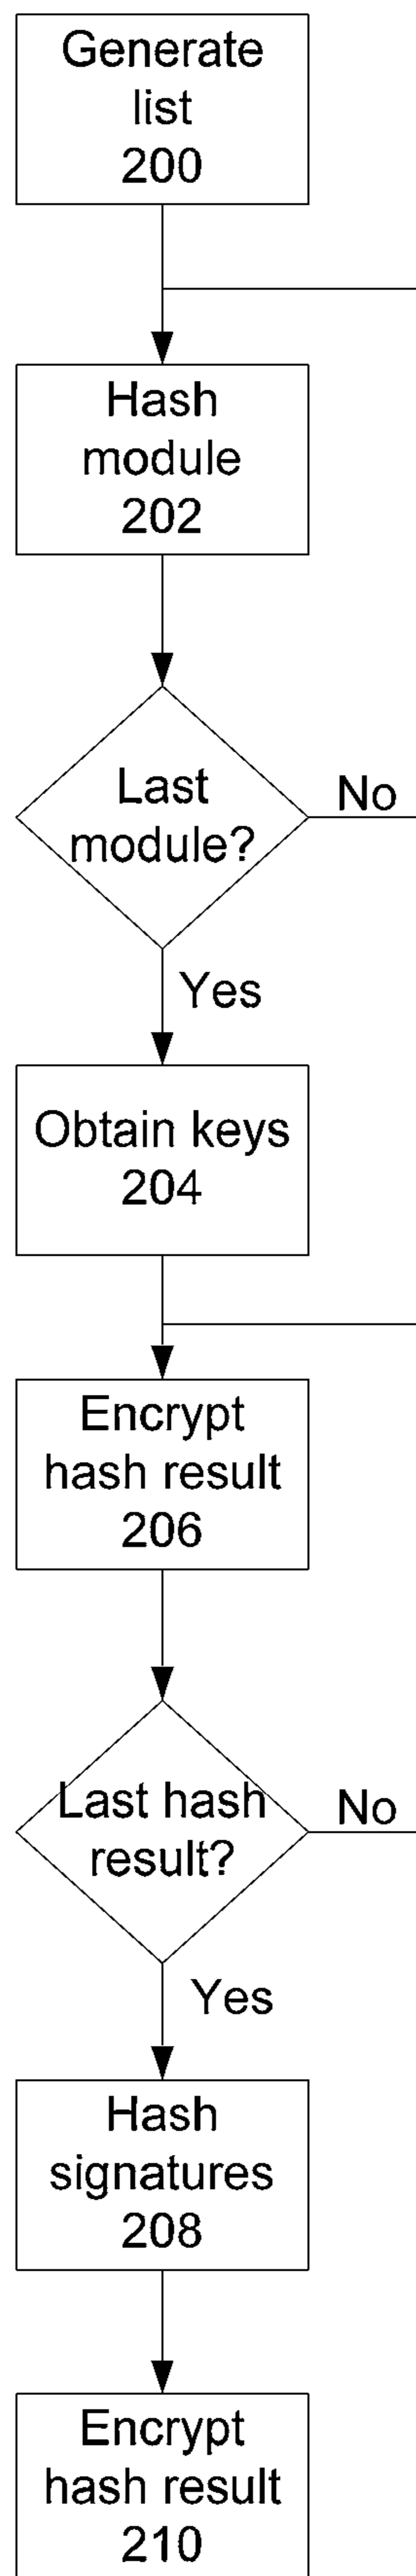 Generate
list
200
Hash
module
202
Last
module?
No
Yes
Obtain keys
204
Encrypt
hash result
206
Last hash
result?
No
Yes
Hash
signatures
208
Encrypt
hash result
210